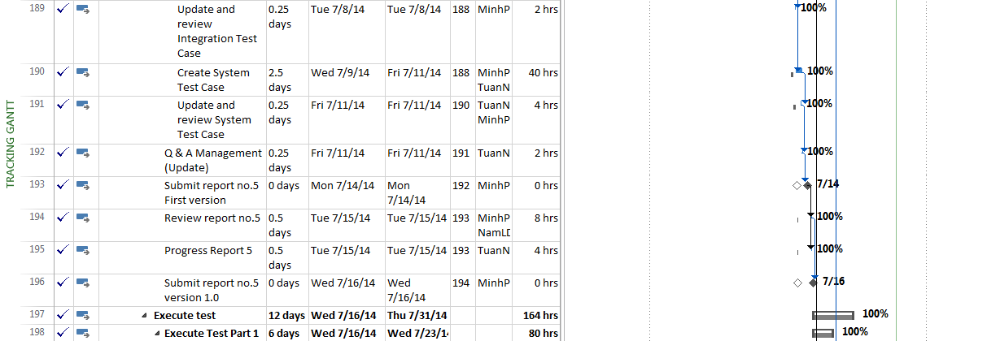 TRACKING GANTT
189 Update and 0.25 Tue 7/8/14 Tue 7/8/14 188 MinhP 2 hrs 100%
review days
Integration Test
Case
190 Create System 2.5 Wed 7/9/14 Fri 7/11/14 188 MinhP 40 hrs 100%
Test Case days TuanN
191 Update and 0.25 Fri 7/11/14 Fri 7/11/14 190 TuanN 4 hrs 100%
review System days MinhP
Test Case
192 Q & A Management 0.25 Fri 7/11/14 Fri 7/11/14 191 TuanN 2 hrs 100%
(Update) days
193 Submit report no.5 0 days Mon 7/14/14 Mon 192 MinhP 0 hrs 7/14
First version 7/14/14
194 Review report no.5 0.5 Tue 7/15/14 Tue 7/15/14 193 MinhP 8 hrs 100%
days NamLD
195 Progress Report 5 0.5 Tue 7/15/14 Tue 7/15/14 193 TuanN 4 hrs 100%
days
196 Submit report no.5 0 days Wed 7/16/14 Wed 194 MinhP 0 hrs 7/16
version 1.0 7/16/14
197 Execute test 12 days Wed 7/16/14 Thu 7/31/14 164 hrs 100%
198 Execute Test Part 1 6 days Wed 7/16/14 Wed 7/23/14 80 hrs 100%